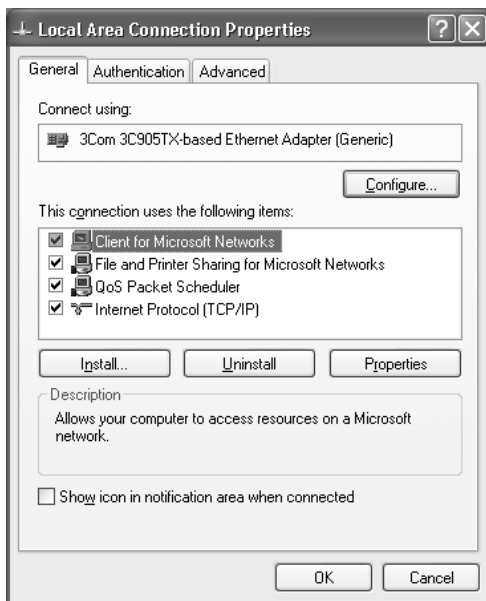 Local Area Connection Properties
General Authentication Advanced
Connect using:
3Com 3C905TX-based Ethernet Adapter (Generic)
Configure...
This connection uses the following items:
Client for Microsoft Networks
File and Printer Sharing for Microsoft Networks
QoS Packet Scheduler
Internet Protocol (TCP/IP)
Install... Uninstall Properties
Description
Allows your computer to access resources on a Microsoft
network.
Show icon in notification area when connected
OK Cancel